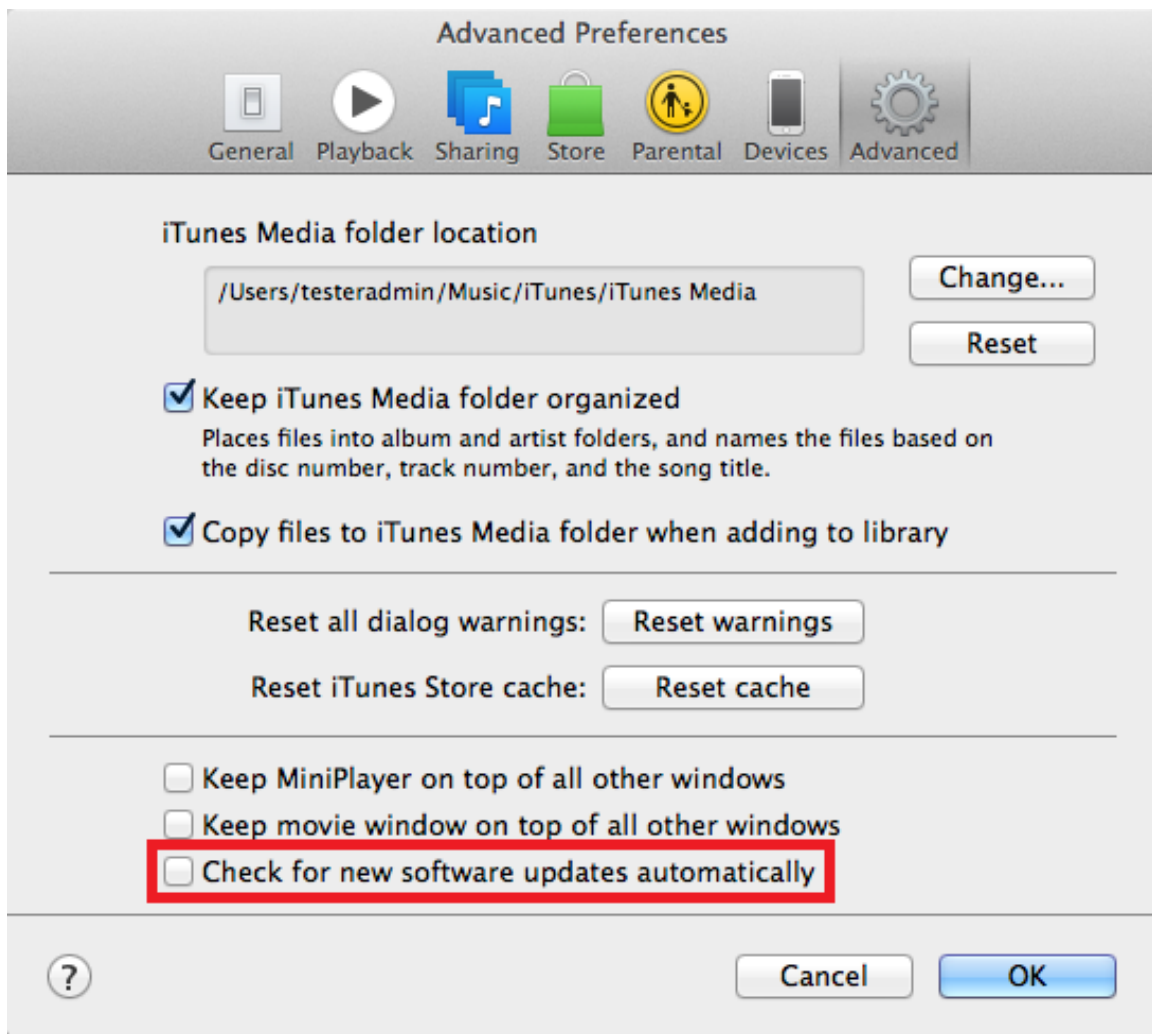 Advanced Preferences
General Playback Sharing Store Parental Devices Advanced
iTunes Media folder location
/Users/testeradmin/Music/iTunes/iTunes Media
Change...
Reset
Keep iTunes Media folder organized
Places files into album and artist folders, and names the files based on
the disc number, track number, and the song title.
Copy files to iTunes Media folder when adding to library
Reset all dialog warnings: Reset warnings
Reset iTunes Store cache: Reset cache
Keep MiniPlayer on top of all other windows
Keep movie window on top of all other windows
Check for new software updates automatically
? Cancel OK